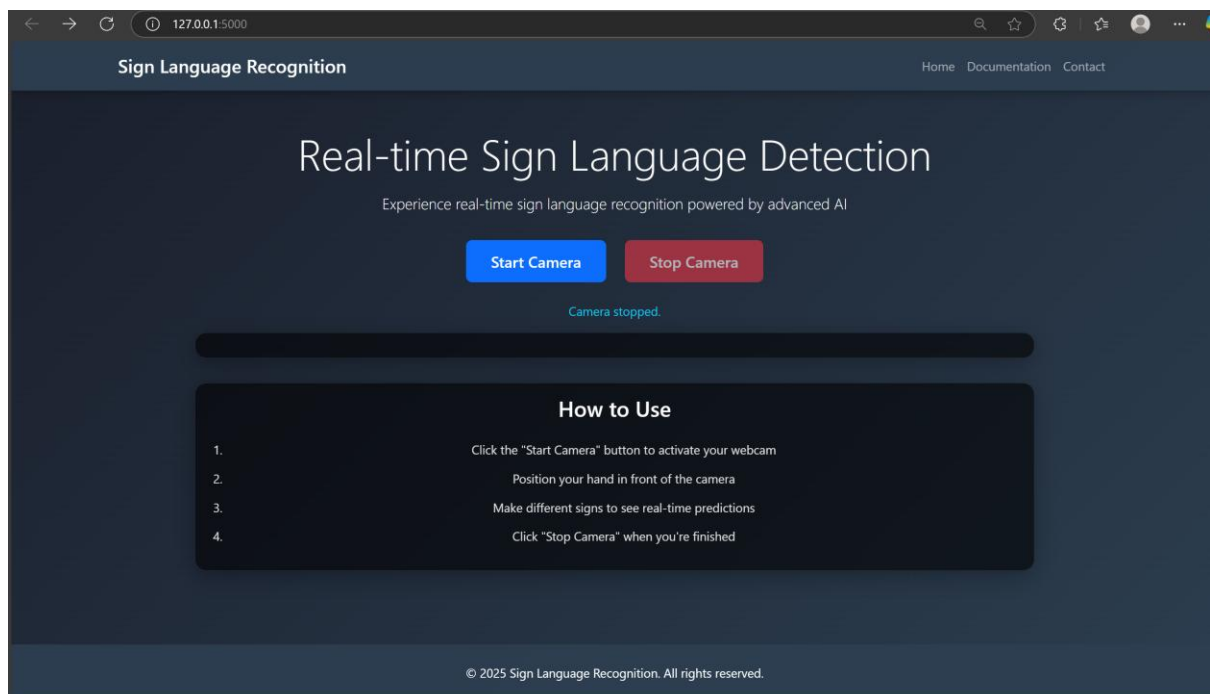 127.0.0.1:5000
Sign Language Recognition
Home Documentation Contact
Real-time Sign Language Detection
Experience real-time sign language recognition powered by advanced AI
Start Camera Stop Camera
Camera stopped.
How to Use
1. Click the "Start Camera" button to activate your webcam
2. Position your hand in front of the camera
3. Make different signs to see real-time predictions
4. Click "Stop Camera" when you're finished
© 2025 Sign Language Recognition. All rights reserved.